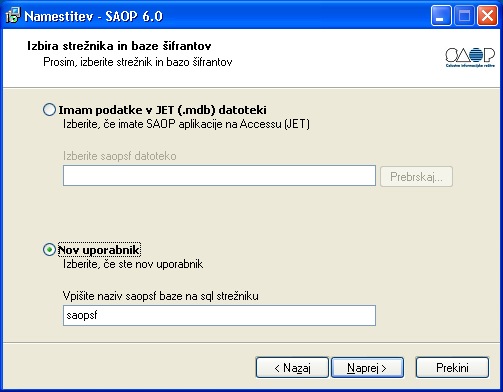 Namestitev - SAOP 6.0
Izbira strežnika in baze šifrantov
Prosim, izberite strežnik in bazo šifrantov
SAOP
Celostne informacijske rešitve
Imam podatke v JET (.mdb) datoteki
Izberite, če imate SAOP aplikacije na Accessu (JET)
Izberite saopsf datoteko
Prebrskaj...
Nov uporabnik
Izberite, če ste nov uporabnik
Vpišite naziv saopsf baze na sql strežniku
saopsf
< Nazaj
Naprej >
Prekini